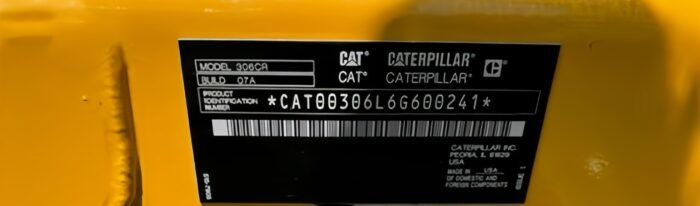 MODEL 306CR
BUILD 07A
CAT® CATERPILLAR® C
CAT® CATERPILLAR®
PRODUCT
IDENTIFICATION
NUMBER
*CAT00306L6G600241*
CATERPILLAR INC.
PEORIA, IL 61629
USA
MADE IN USA
OF DOMESTIC AND
FOREIGN COMPONENTS